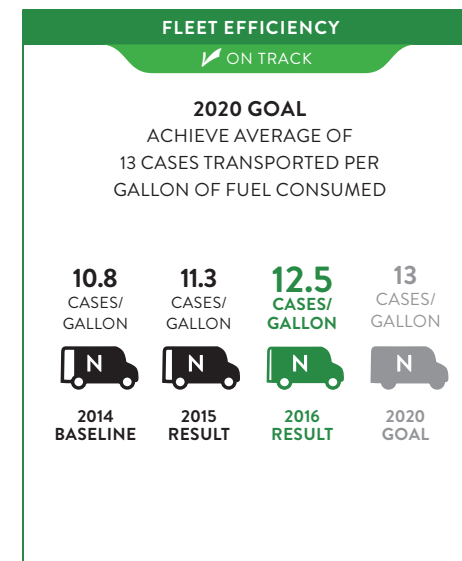 FLEET EFFICIENCY
ON TRACK
2020 GOAL
ACHIEVE AVERAGE OF
13 CASES TRANSPORTED PER
GALLON OF FUEL CONSUMED
10.8
CASES/
GALLON
N
2014
BASELINE
11.3
CASES/
GALLON
N
2015
RESULT
12.5
CASES/
GALLON
N
2016
RESULT
13
CASES/
GALLON
N
2020
GOAL